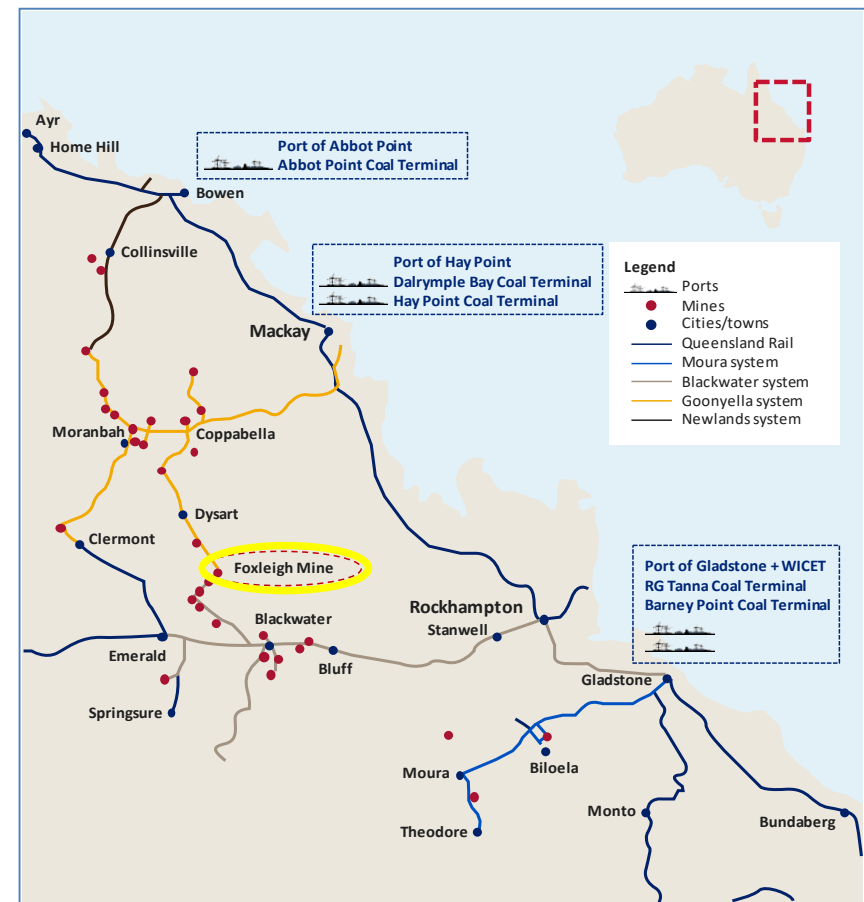 Ayr
Home Hill
Port of Abbot Point
Abbot Point Coal Terminal
Bowen
Collinsville
Port of Hay Point
Dalrymple Bay Coal Terminal
Hay Point Coal Terminal
Legend
Ports
Mines
Cities/towns
Queensland Rail
Moura system
Blackwater system
Goonyella system
Newlands system
Mackay
Moranbah
Coppabella
Dysart
Clermont
Foxleigh Mine
Port of Gladstone + WICET
RG Tanna Coal Terminal
Barney Point Coal Terminal
Rockhampton
Blackwater
Stanwell
Emerald
Bluff
Gladstone
Springsure
Moura
Biloela
Monto
Bundaberg
Theodore